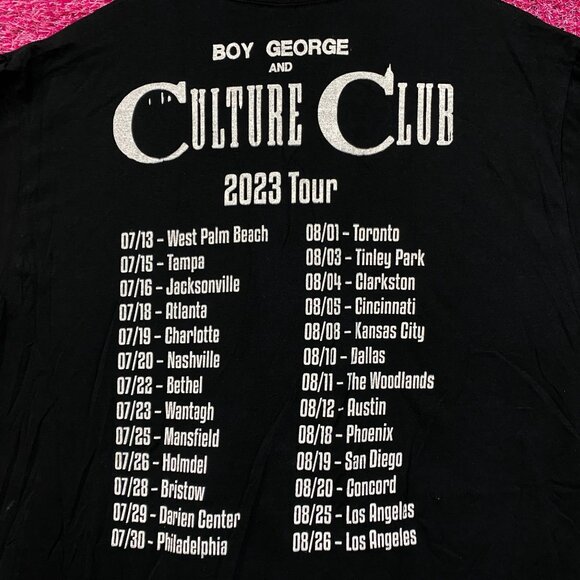 BOY GEORGE
AND
CULTURE CLUB
2023 Tour
07/13 - West Palm Beach
07/15 - Tampa
07/16 - Jacksonville
07/18 - Atlanta
07/19 - Charlotte
07/20 - Nashville
07/22 - Bethel
07/23 - Wantagh
07/25 - Mansfield
07/26 - Holmdel
07/28 - Bristow
07/29 - Darien Center
07/30 - Philadelphia
08/01 - Toronto
08/03 - Tinley Park
08/04 - Clarkston
08/05 - Cincinnati
08/08 - Kansas City
08/10 - Dallas
08/11 - The Woodlands
08/12 - Austin
08/18 - Phoenix
08/19 - San Diego
08/20 - Concord
08/25 - Los Angeles
08/26 - Los Angeles